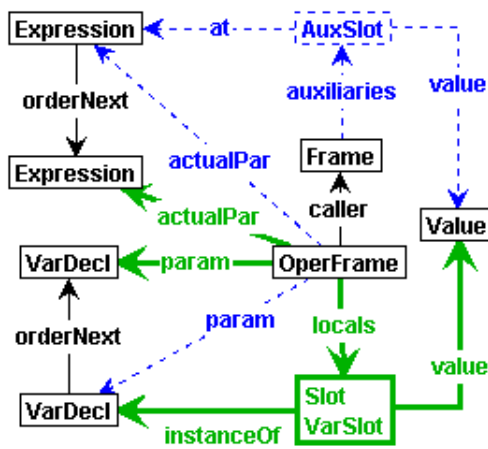 Expression
at
AuxSlot
orderNext
auxiliaries
value
Expression
actualPar
Frame
actualPar
caller
Value
VarDecl
param
OperFrame
orderNext
param
locals
value
VarDecl
instanceOf
Slot
VarSlot